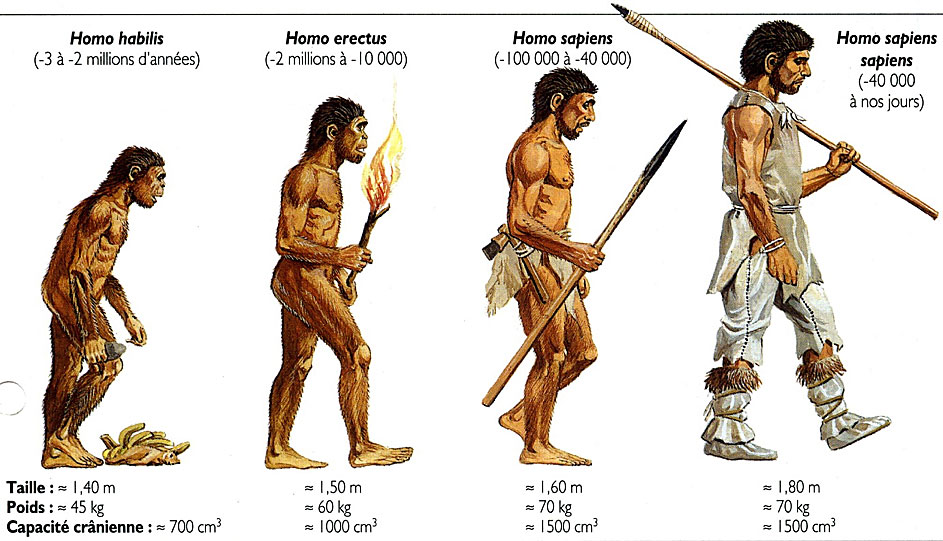 Homo habilis
(-3 à -2 millions d'années)
Homo erectus
(-2 millions à -10 000)
Homo sapiens
(-100 000 à -40 000)
Homo sapiens
sapiens
(-40 000
à nos jours)
Taille : ≈ 1,40 m
≈ 1,50 m
≈ 1,60 m
≈ 1,80 m
Poids : ≈ 45 kg
≈ 60 kg
≈ 70 kg
≈ 70 kg
Capacité crânienne : ≈ 700 cm³
≈ 1000 cm³
≈ 1500 cm³
≈ 1500 cm³